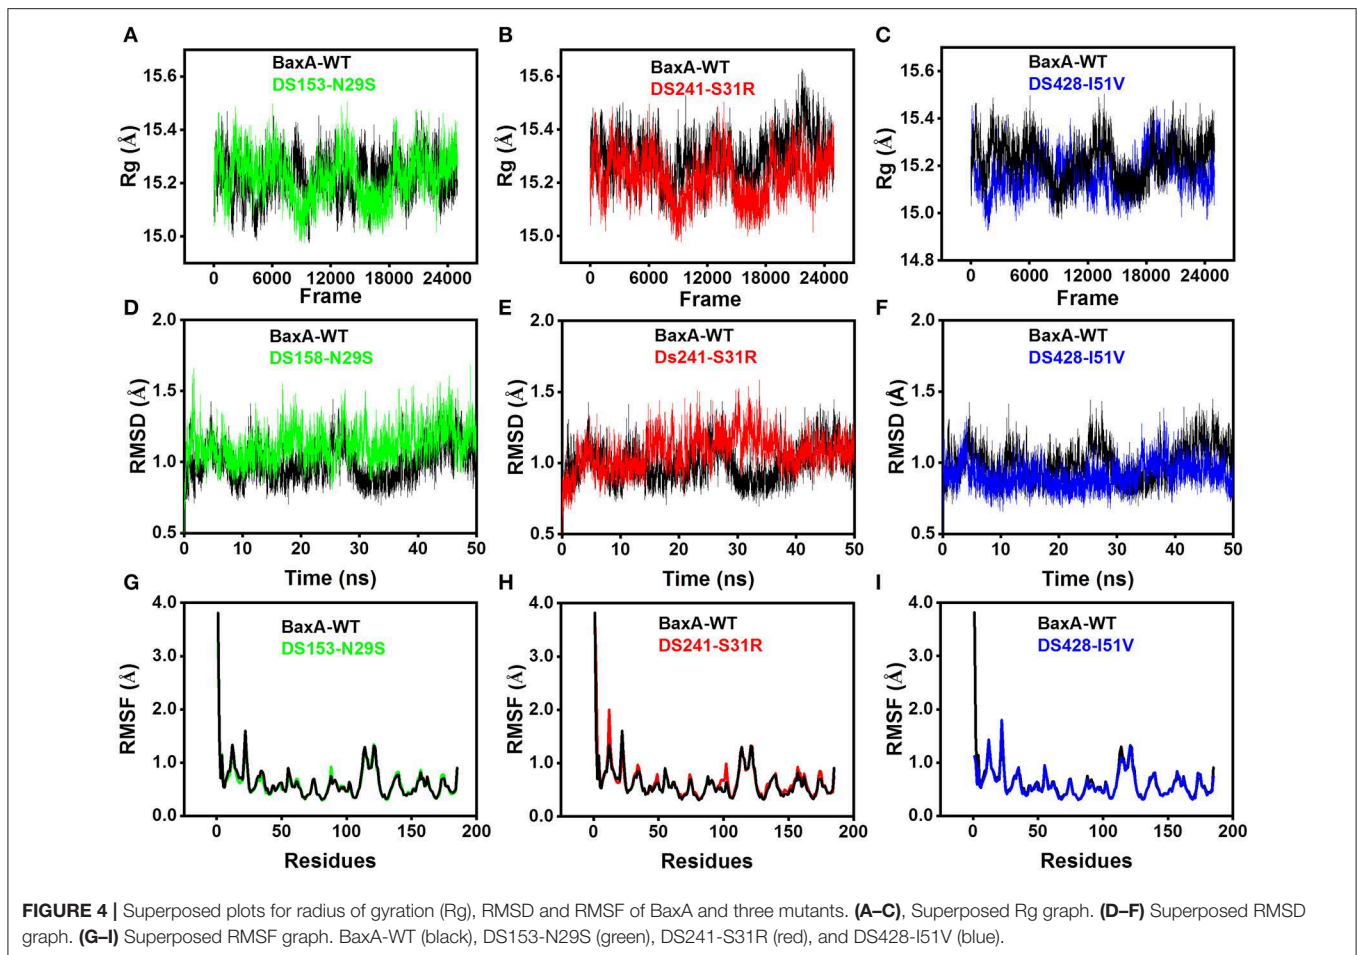 A
BaxA-WT
DS153-N29S
Rg (Å)
15.6
15.4
15.2
15.0
0 6000 12000 18000 24000
Frame
B
BaxA-WT
DS241-S31R
Rg (Å)
15.6
15.4
15.2
15.0
0 6000 12000 18000 24000
Frame
C
BaxA-WT
DS428-I51V
Rg (Å)
15.6
15.4
15.2
15.0
14.8
0 6000 12000 18000 24000
Frame
D
BaxA-WT
DS158-N29S
RMSD (Å)
2.0
1.5
1.0
0.5
0 10 20 30 40 50
Time (ns)
E
BaxA-WT
Ds241-S31R
RMSD (Å)
2.0
1.5
1.0
0.5
0 10 20 30 40 50
Time (ns)
F
BaxA-WT
DS428-I51V
RMSD (Å)
2.0
1.5
1.0
0.5
0 10 20 30 40 50
Time (ns)
G
BaxA-WT
DS153-N29S
RMSF (Å)
4.0
3.0
2.0
1.0
0.0
0 50 100 150 200
Residues
H
BaxA-WT
DS241-S31R
RMSF (Å)
4.0
3.0
2.0
1.0
0.0
0 50 100 150 200
Residues
I
BaxA-WT
DS428-I51V
RMSF (Å)
4.0
3.0
2.0
1.0
0.0
0 50 100 150 200
Residues
FIGURE 4 | Superposed plots for radius of gyration (Rg), RMSD and RMSF of BaxA and three mutants. (A–C), Superposed Rg graph. (D–F) Superposed RMSD
graph. (G–I) Superposed RMSF graph. BaxA-WT (black), DS153-N29S (green), DS241-S31R (red), and DS428-I51V (blue).